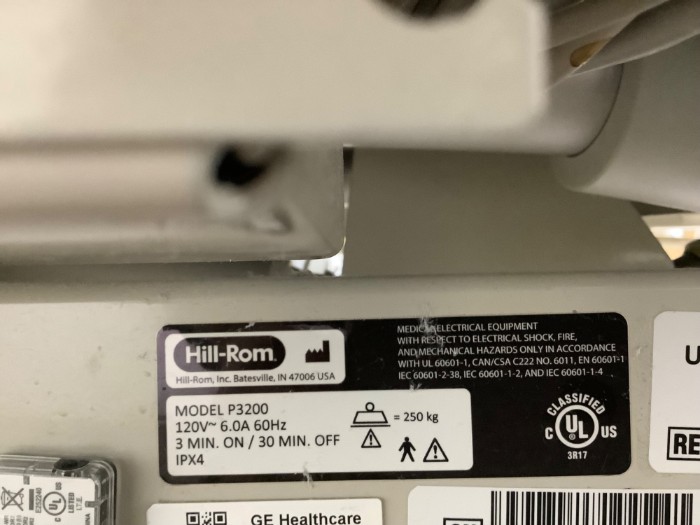 Hill-Rom
Hill-Rom, Inc. Batesville, IN 47006 USA
MEDICAL ELECTRICAL EQUIPMENT
WITH RESPECT TO ELECTRICAL SHOCK, FIRE,
AND MECHANICAL HAZARDS ONLY IN ACCORDANCE
WITH UL 60601-1, CAN/CSA C222 NO. 6011, EN 60601-1
IEC 60601-2-38, IEC 60601-1-2, AND IEC 60601-1-4
MODEL P3200
120V~ 6.0A 60Hz
3 MIN. ON / 30 MIN. OFF
IPX4
= 250 kg
CLASSIFIED
C UL US
3R17
U
RE
UL
LISTED
GE Healthcare